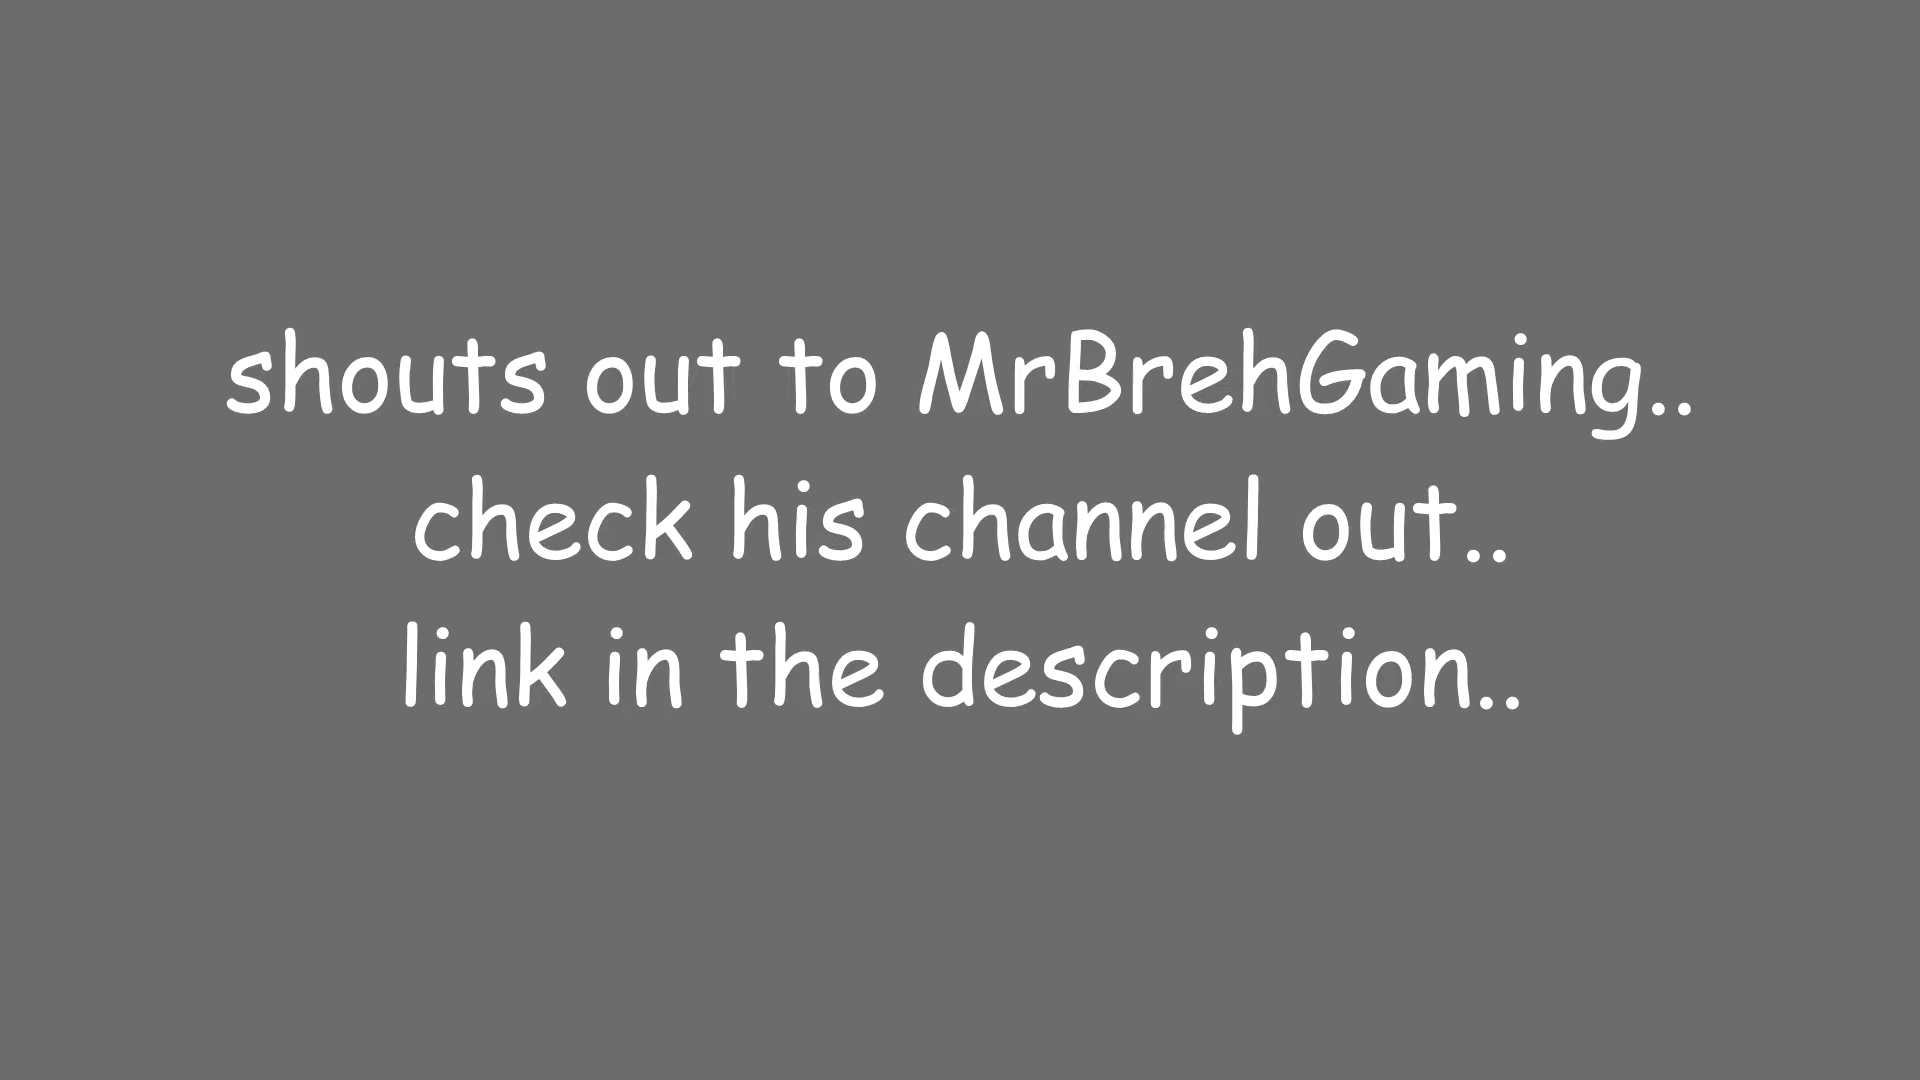 shouts out to MrBrehGaming..
check his channel out..
link in the description..